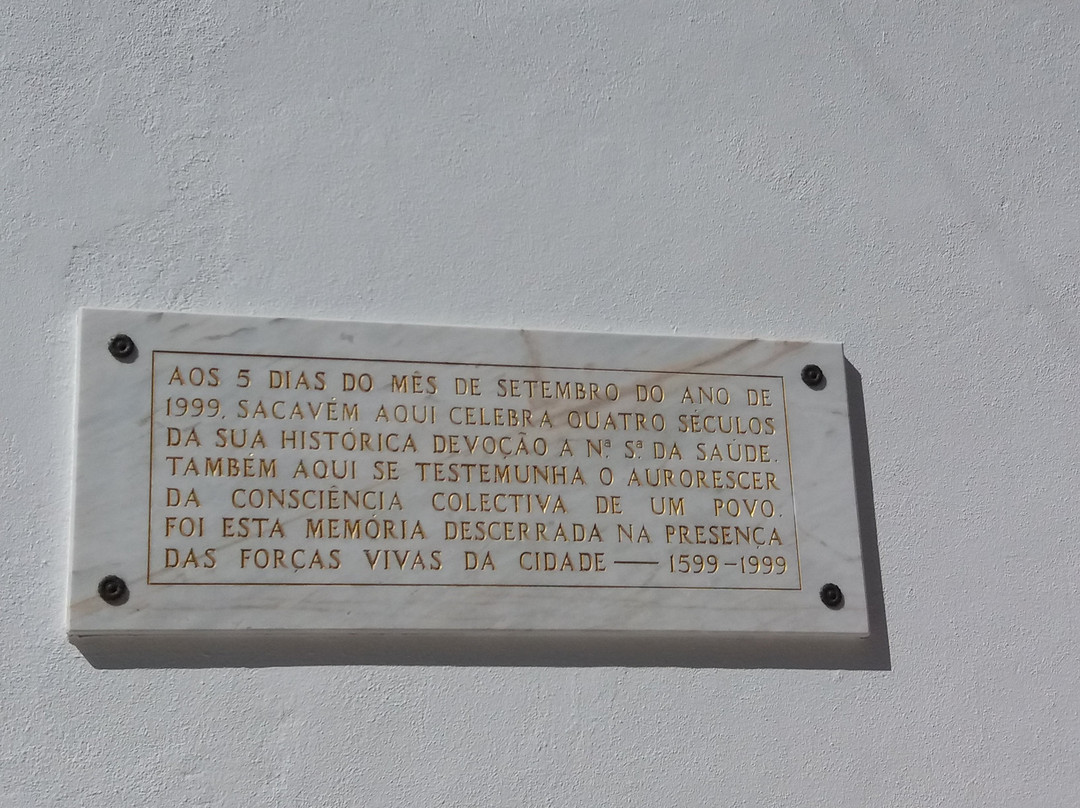 AOS 5 DIAS DO MÊS DE SETEMBRO DO ANO DE
1999, SACAVÉM AQUI CELEBRA QUATRO SÉCULOS
DA SUA HISTÓRICA DEVOÇÃO A Nª. Sª. DA SAÚDE.
TAMBÉM AQUI SE TESTEMUNHA O AURORESCER
DA CONSCIÊNCIA COLECTIVA DE UM POVO.
FOI ESTA MEMÓRIA DESCERRADA NA PRESENÇA
DAS FORÇAS VIVAS DA CIDADE — 1599-1999